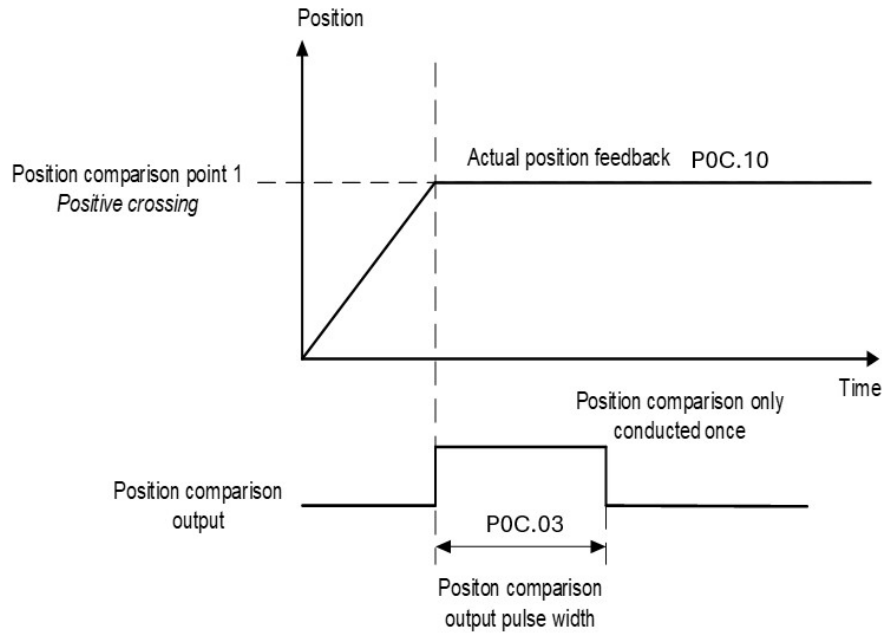 Position
Actual position feedback P0C.10
Position comparison point 1
Positive crossing
Time
Position comparison only
conducted once
Position comparison
output
P0C.03
Positon comparison
output pulse width